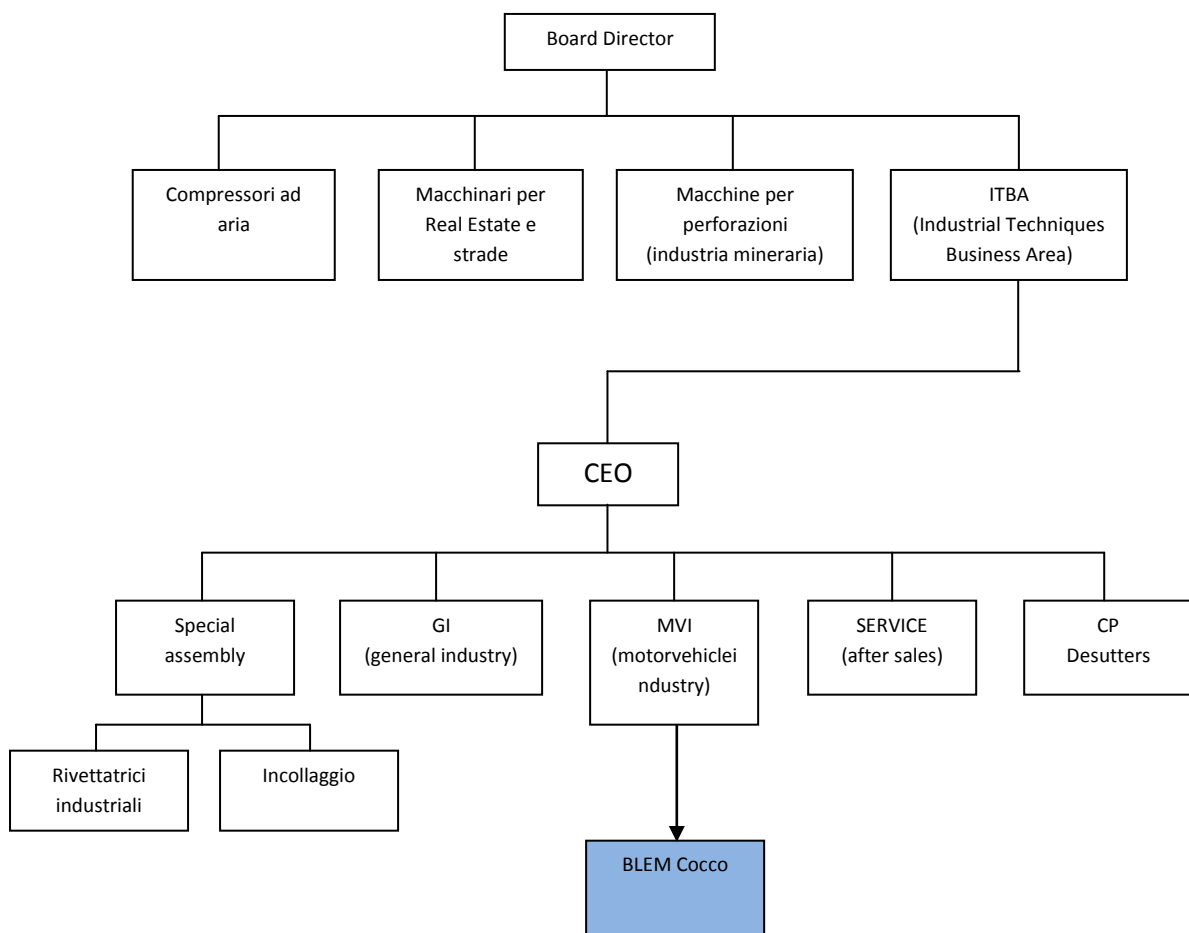 Board Director
Compressori ad
aria
Macchinari per
Real Estate e
strade
Macchine per
perforazioni
(industria mineraria)
ITBA
(Industrial Techniques
Business Area)
CEO
Special
assembly
GI
(general industry)
MVI
(motorvehiclei
ndustry)
SERVICE
(after sales)
CP
Desutters
Rivettatrici
industriali
Incollaggio
BLEM Cocco